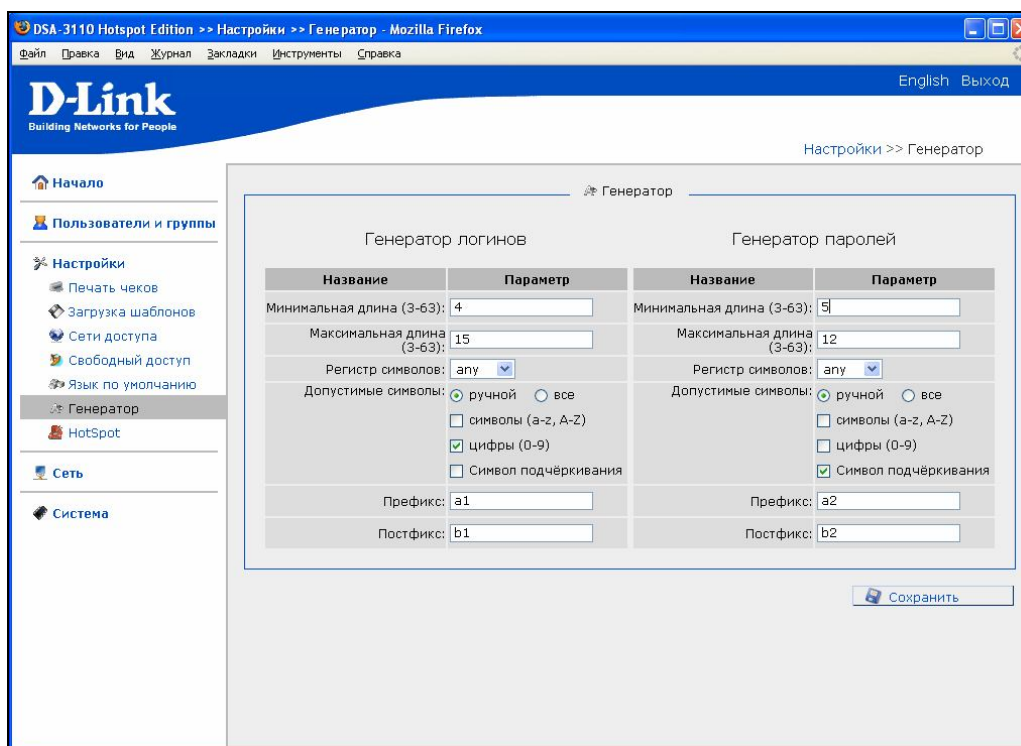 DSA-3110 Hotspot Edition >> Настройки >> Генератор - Mozilla Firefox
Файл Правка Вид Журнал Закладки Инструменты Справка
English Выход
D-Link
Building Networks for People
Настройки >> Генератор
Начало
Пользователи и группы
Настройки
Печать чеков
Загрузка шаблонов
Сети доступа
Свободный доступ
Язык по умолчанию
Генератор
HotSpot
Сеть
Система
Генератор
Генератор логинов
Название Параметр
Минимальная длина (3-63): 4
Максимальная длина
(3-63): 15
Регистр символов: any
Допустимые символы: ручной все
символы (a-z, A-Z)
цифры (0-9)
Символ подчёркивания
Префикс: a1
Постфикс: b1
Генератор паролей
Название Параметр
Минимальная длина (3-63): 5
Максимальная длина
(3-63): 12
Регистр символов: any
Допустимые символы: ручной все
символы (a-z, A-Z)
цифры (0-9)
Символ подчёркивания
Префикс: a2
Постфикс: b2
Сохранить